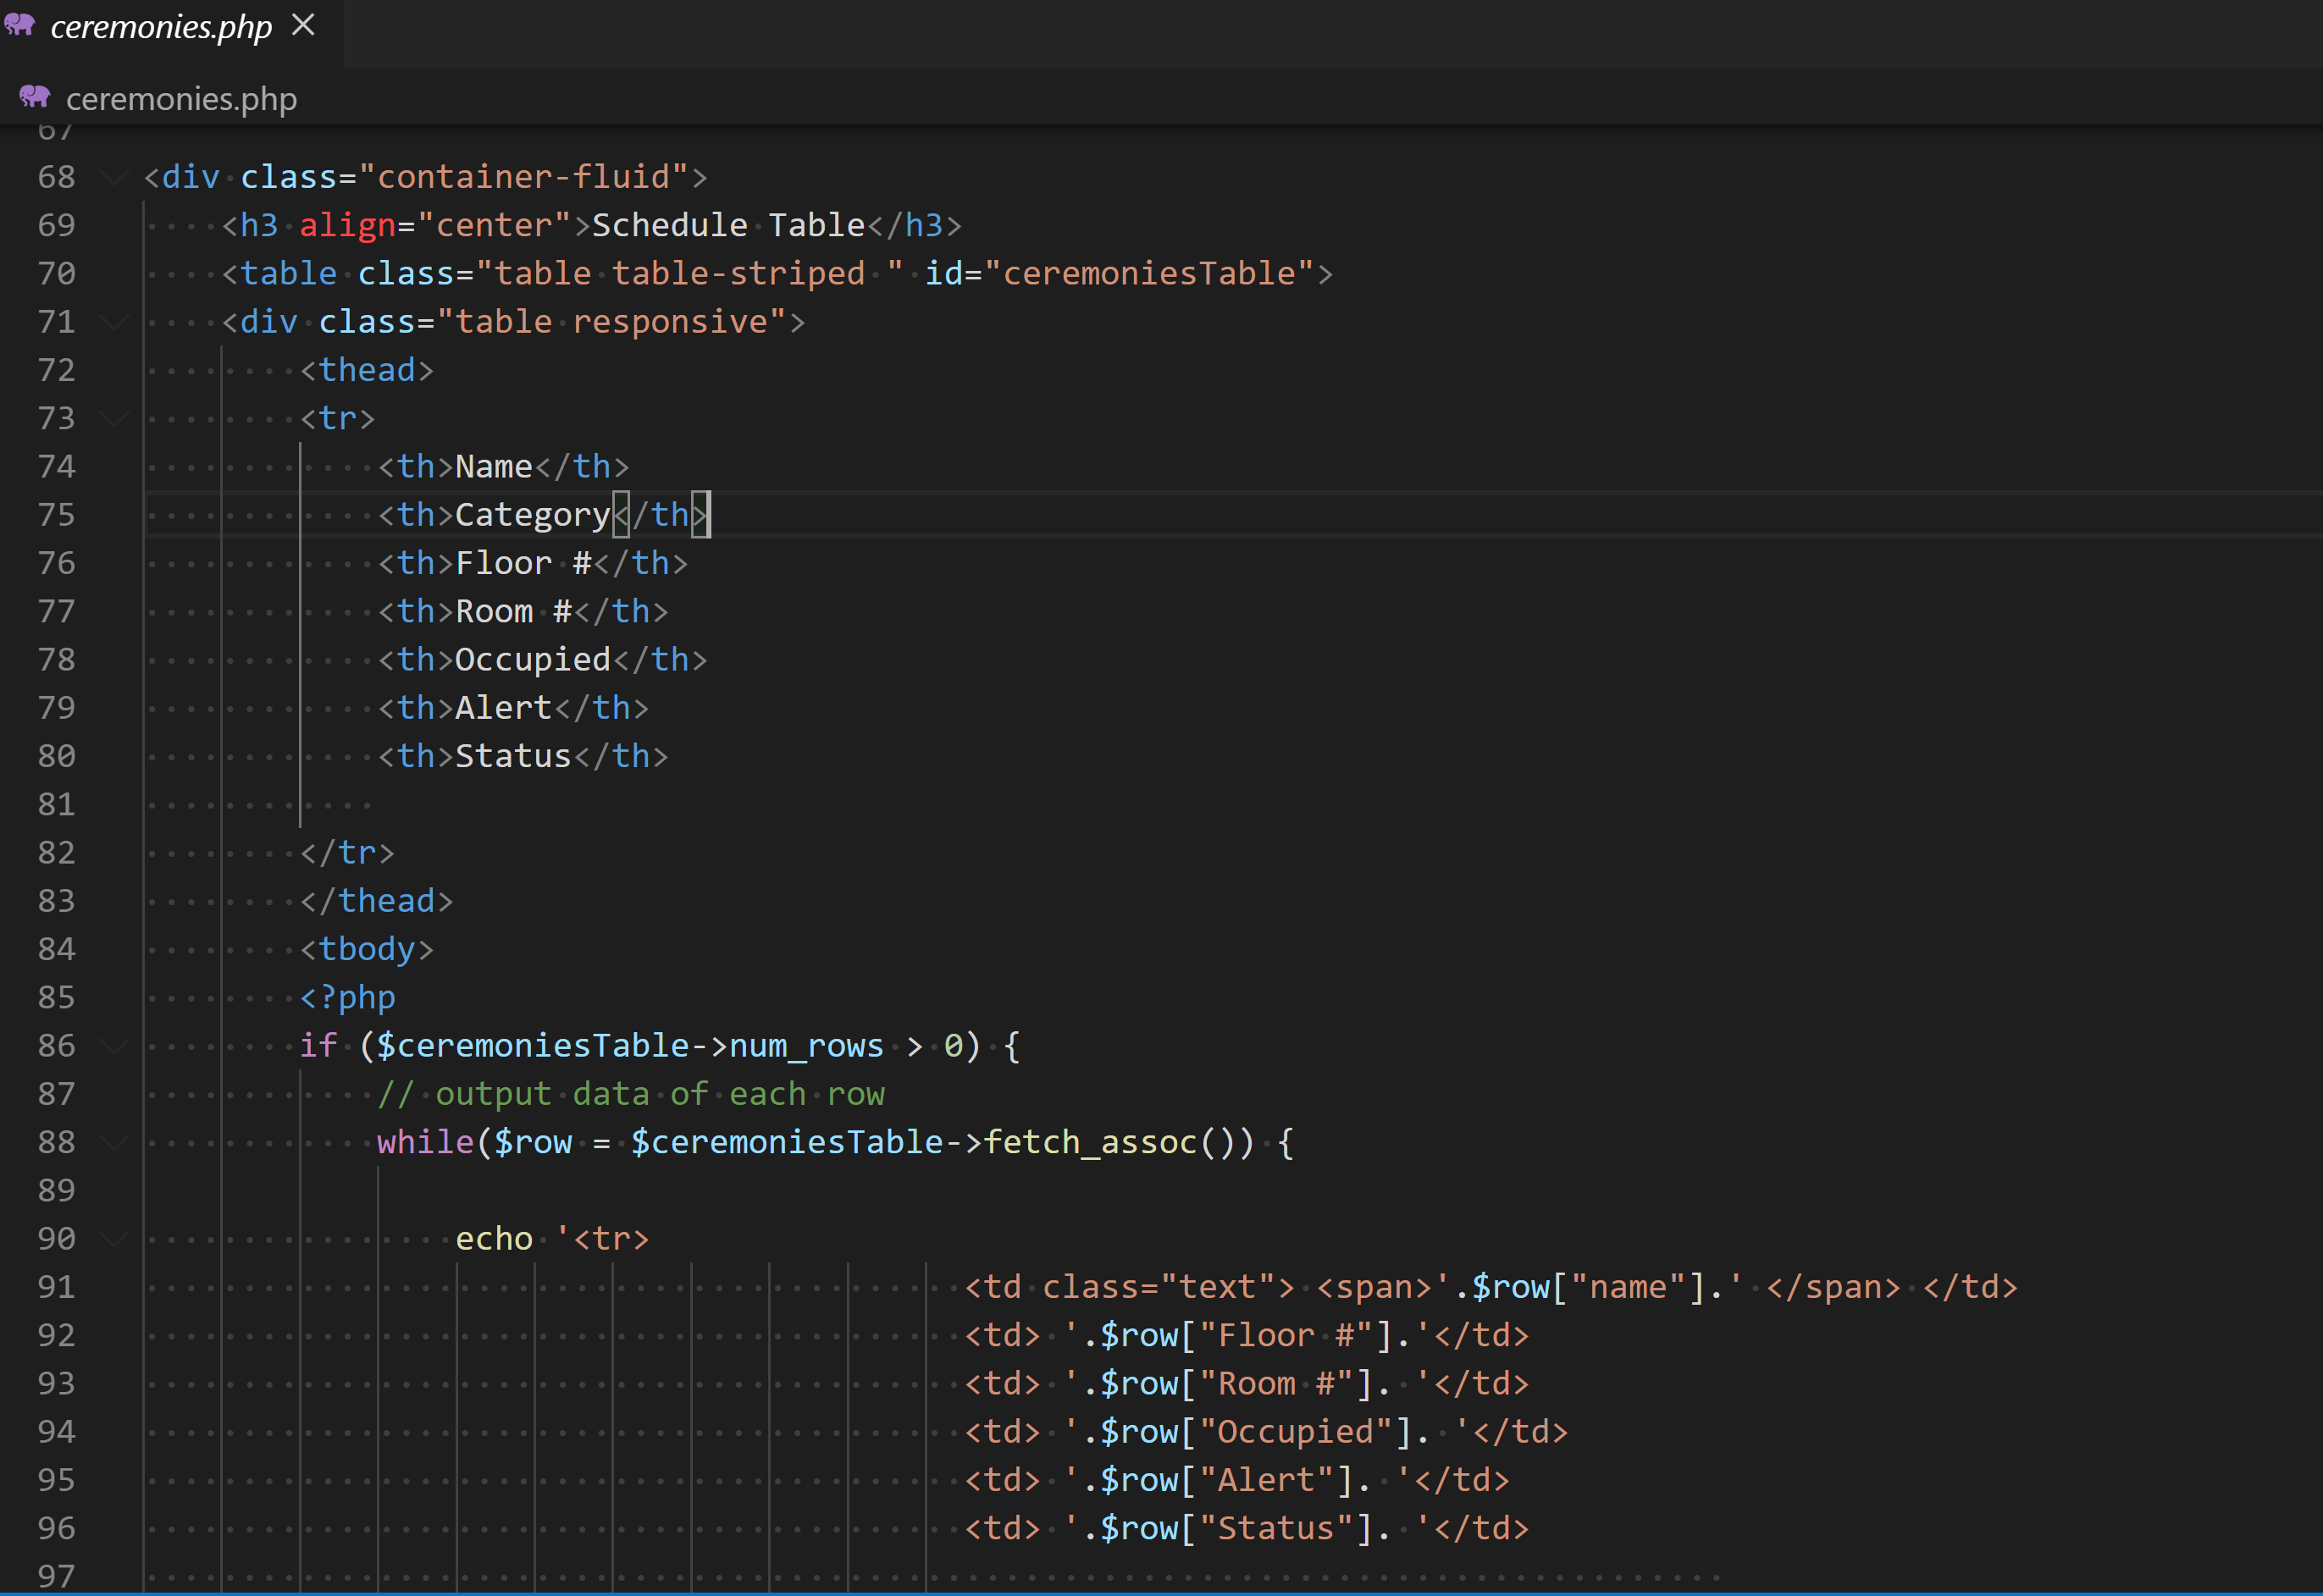 ceremonies.php
ceremonies.php
67
68 <div class="container-fluid">
69 <h3 align="center">Schedule Table</h3>
70 <table class="table table-striped " id="ceremoniesTable">
71 <div class="table responsive">
72 <thead>
73 <tr>
74 <th>Name</th>
75 <th>Category</th>
76 <th>Floor #</th>
77 <th>Room #</th>
78 <th>Occupied</th>
79 <th>Alert</th>
80 <th>Status</th>
81
82 </tr>
83 </thead>
84 <tbody>
85 <?php
86 if ($ceremoniesTable->num_rows > 0) {
87 // output data of each row
88 while($row = $ceremoniesTable->fetch_assoc()) {
89
90 echo '<tr>
91 <td class="text"> <span>'.$row["name"].' </span> </td>
92 <td> '.$row["Floor #"].'</td>
93 <td> '.$row["Room #"]. '</td>
94 <td> '.$row["Occupied"]. '</td>
95 <td> '.$row["Alert"]. '</td>
96 <td> '.$row["Status"]. '</td>
97